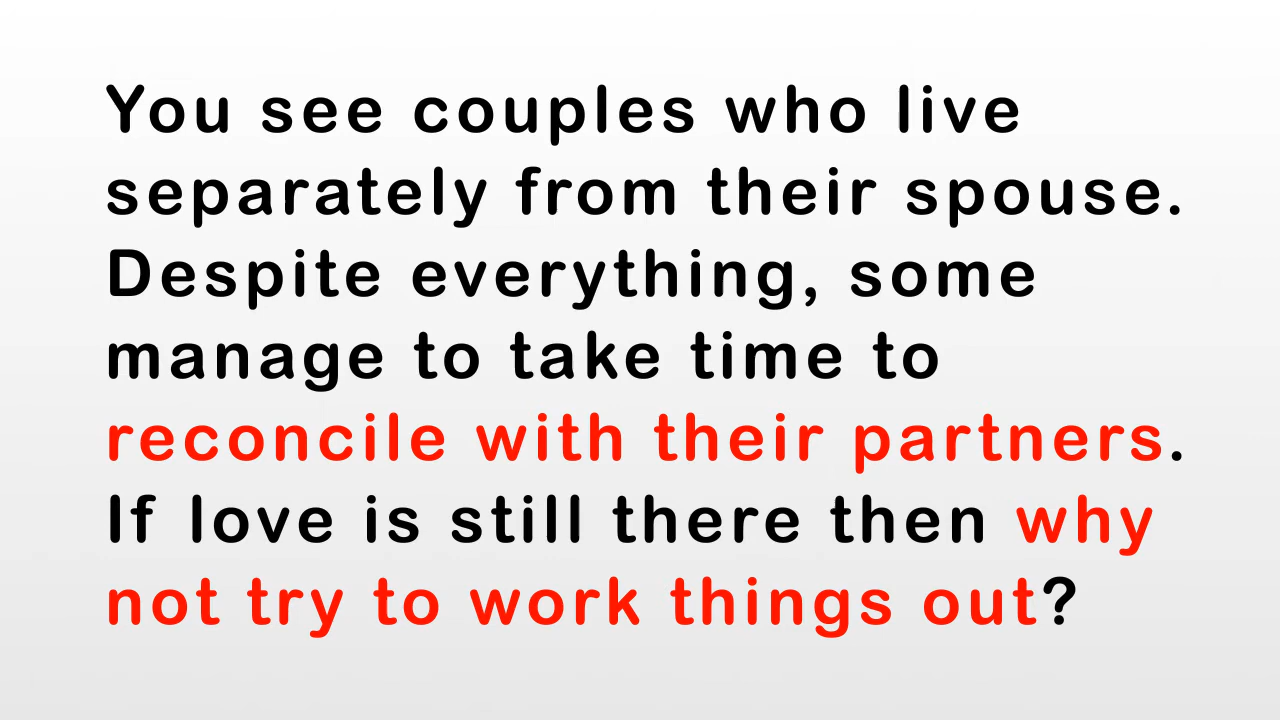 You see couples who live
separately from their spouse.
Despite everything, some
manage to take time to
reconcile with their partners.
If love is still there then why
not try to work things out?